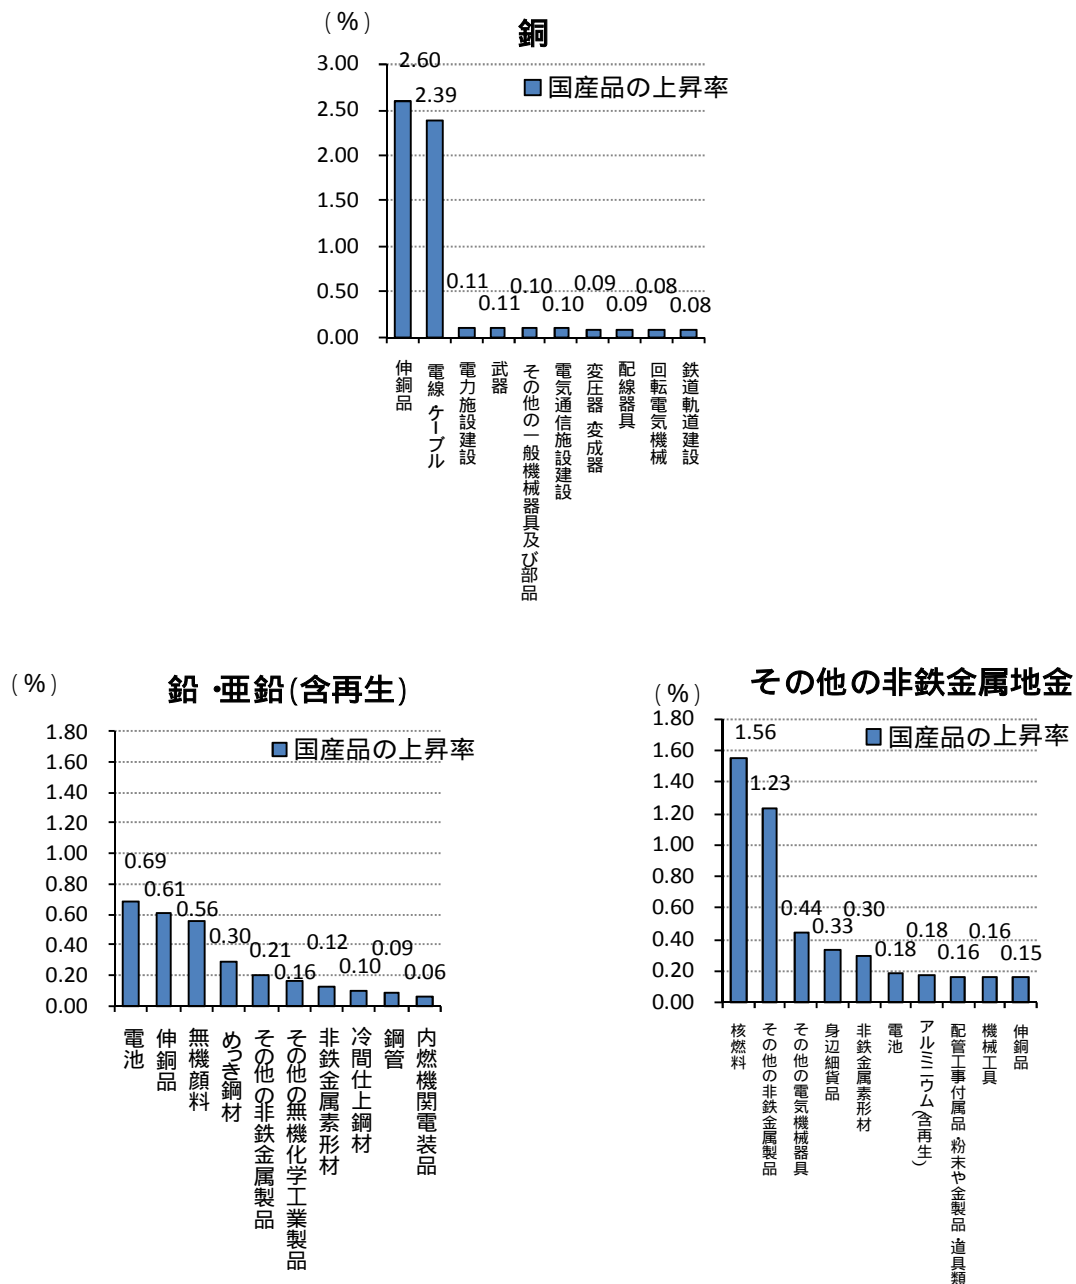 (%)
銅
3.00
2.50
2.00
1.50
1.00
0.50
0.00
国産品の上昇率
2.60
2.39
0.11
0.11
0.10
0.10
0.09
0.09
0.08
0.08
伸銅品
電線・ケーブル
電力施設建設
武器
その他の一般機械器具及び部品
電気通信施設建設
変圧器・変成器
配線器具
回転電気機械
鉄道軌道建設
(%)
鉛・亜鉛(含再生)
1.80
1.60
1.40
1.20
1.00
0.80
0.60
0.40
0.20
0.00
国産品の上昇率
0.69
0.61
0.56
0.30
0.21
0.16
0.12
0.10
0.09
0.06
電池
伸銅品
無機顔料
めっき鋼材
その他の非鉄金属製品
その他の無機化学工業製品
非鉄金属素形材
冷間仕上鋼材
鋼管
内燃機関電装品
(%)
その他の非鉄金属地金
1.80
1.60
1.40
1.20
1.00
0.80
0.60
0.40
0.20
0.00
国産品の上昇率
1.56
1.23
0.44
0.33
0.30
0.18
0.18
0.16
0.16
0.15
核燃料
その他の非鉄金属製品
その他の電気機械器具
身辺細貨品
非鉄金属素形材
電池
アルミニウム(含再生)
配管工事付属品・粉末や金製品・道具類
機械工具
伸銅品